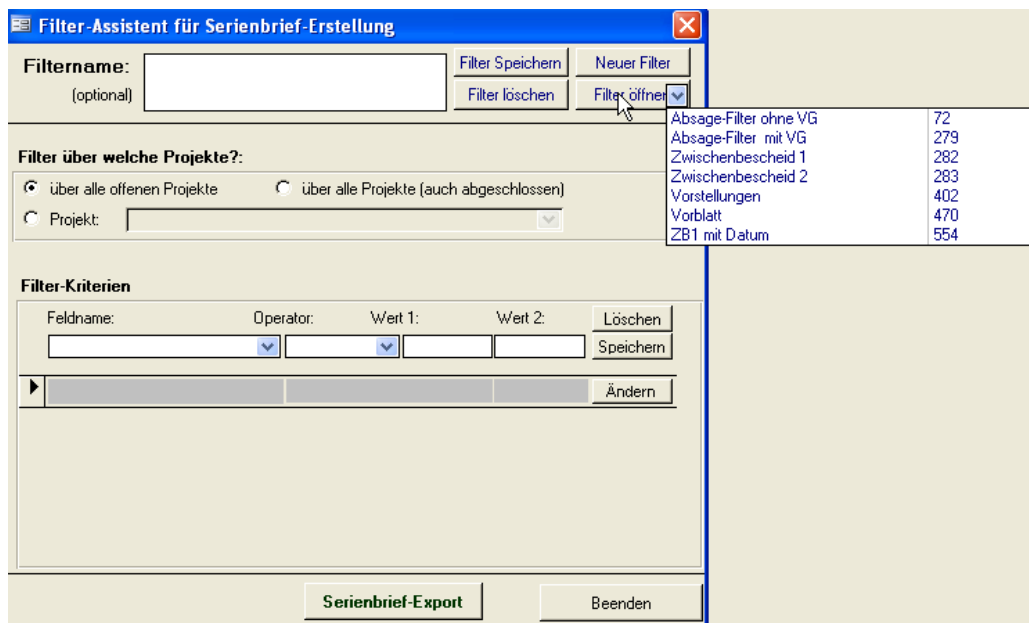 Filter-Assistent für Serienbrief-Erstellung
Filtername:
(optional)
Filter Speichern
Neuer Filter
Filter löschen
Filter öffnen
Absage-Filter ohne VG 72
Absage-Filter mit VG 279
Zwischenbescheid 1 282
Zwischenbescheid 2 283
Vorstellungen 402
Vorblatt 470
ZB1 mit Datum 554
Filter über welche Projekte?:
über alle offenen Projekte
über alle Projekte (auch abgeschlossen)
Projekt:
Filter-Kriterien
Feldname: Operator: Wert 1: Wert 2:
Löschen
Speichern
Ändern
Serienbrief-Export
Beenden